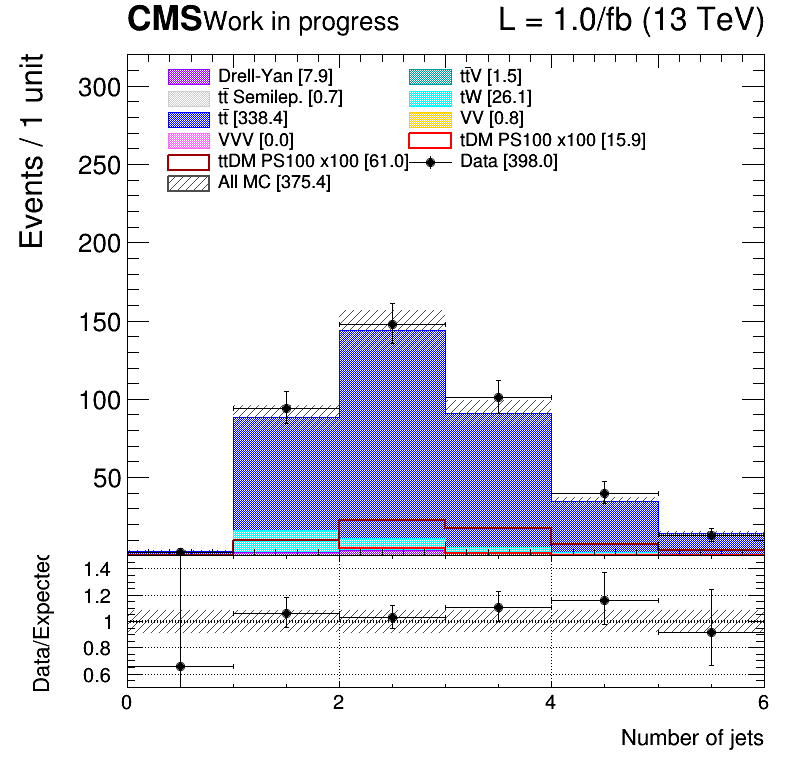 CMS Work in progress L = 1.0/fb (13 TeV)
Events / 1 unit
300
250
200
150
100
50
Drell-Yan [7.9] tt̄V [1.5]
tt̄ Semilep. [0.7] tW [26.1]
tt̄ [338.4] VV [0.8]
VVV [0.0] tDM PS100 x100 [15.9]
ttDM PS100 x100 [61.0] Data [398.0]
All MC [375.4]
Data/Expected
1.4
1.2
1
0.8
0.6
0 2 4 6
Number of jets